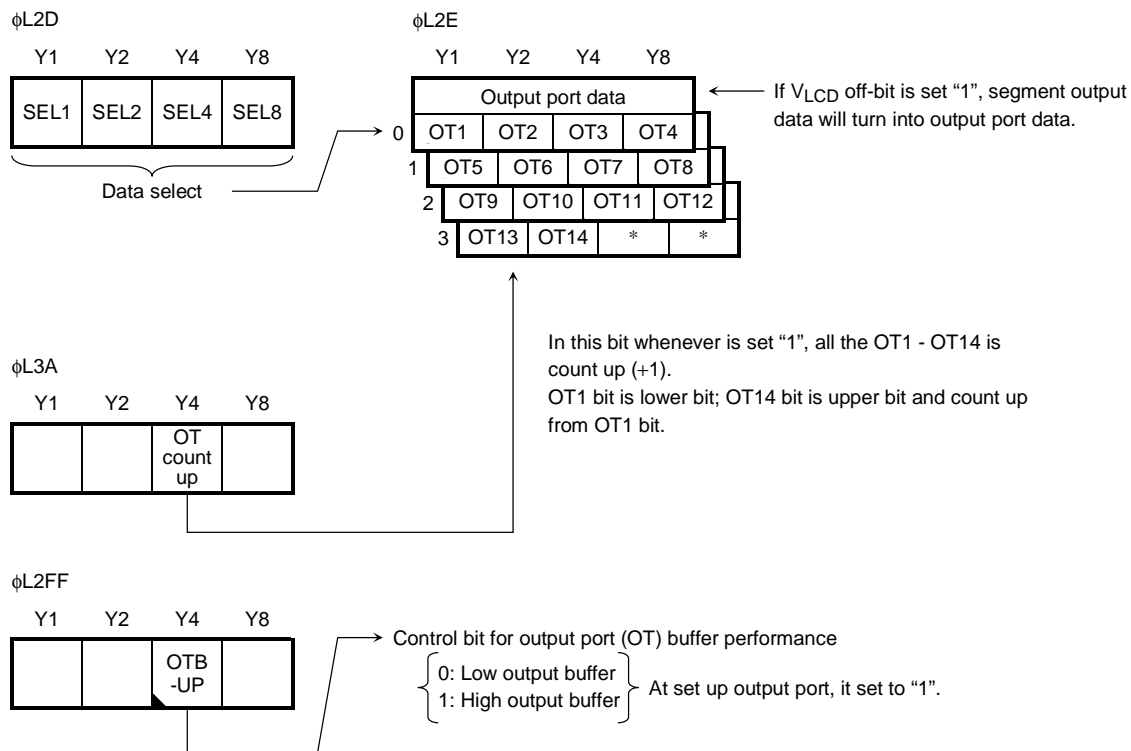 ϕL2D
Y1 Y2 Y4 Y8
SEL1 SEL2 SEL4 SEL8
Data select
ϕL2E
Y1 Y2 Y4 Y8
Output port data
0 OT1 OT2 OT3 OT4
1 OT5 OT6 OT7 OT8
2 OT9 OT10 OT11 OT12
3 OT13 OT14 * *
If VLCD off-bit is set “1”, segment output
data will turn into output port data.
In this bit whenever is set “1”, all the OT1 - OT14 is
count up (+1).
OT1 bit is lower bit; OT14 bit is upper bit and count up
from OT1 bit.
ϕL3A
Y1 Y2 Y4 Y8
OT
count
up
ϕL2FF
Y1 Y2 Y4 Y8
OTB
-UP
Control bit for output port (OT) buffer performance
0: Low output buffer
1: High output buffer
At set up output port, it set to “1”.